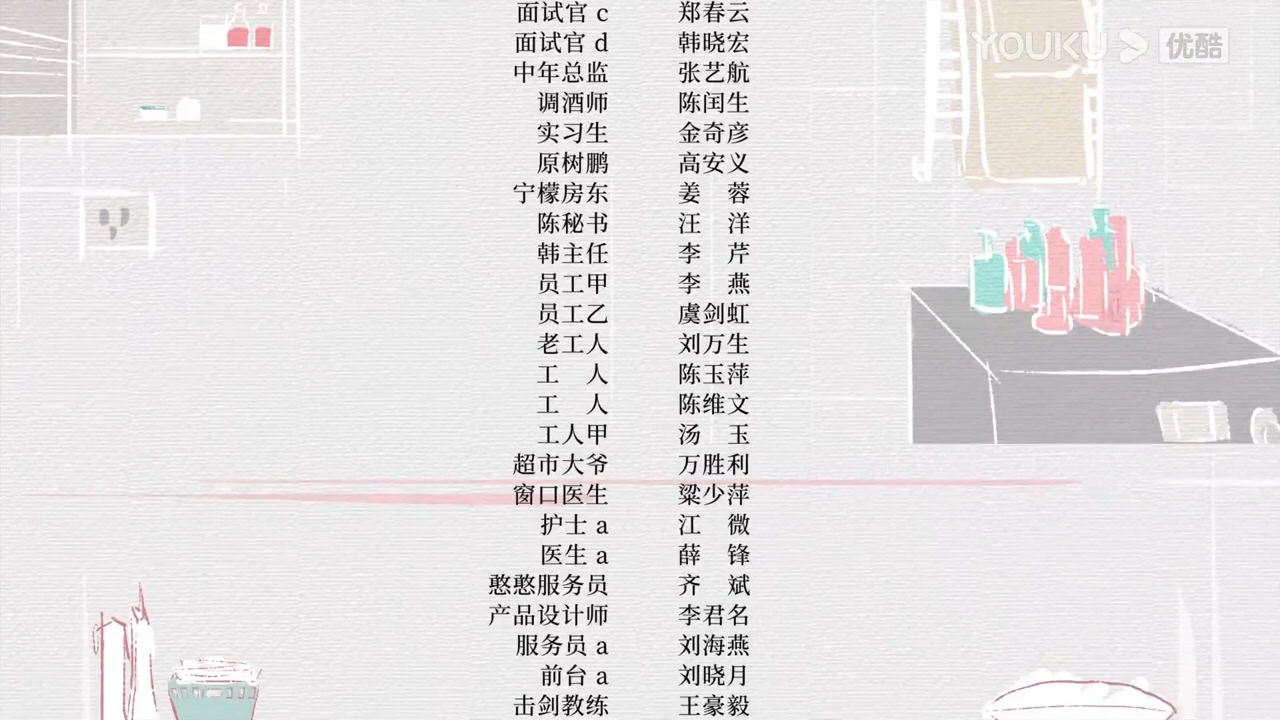 面试官 c 郑春云
YOUKU 优酷
面试官 d 韩晓宏
中年总监 张艺航
调酒师 陈闰生
实习生 金奇彦
原树鹏 高安义
宁檬房东 姜 蓉
陈秘书 汪 洋
韩主任 李 芹
员工甲 李 燕
员工乙 虞剑虹
老工人 刘万生
工 人 陈玉萍
工 人 陈维文
工人甲 汤 玉
超市大爷 万胜利
窗口医生 梁少萍
护士 a 江 微
医生 a 薛 锋
憨憨服务员 齐 斌
产品设计师 李君名
服务员 a 刘海燕
前台 a 刘晓月
击剑教练 王豪毅